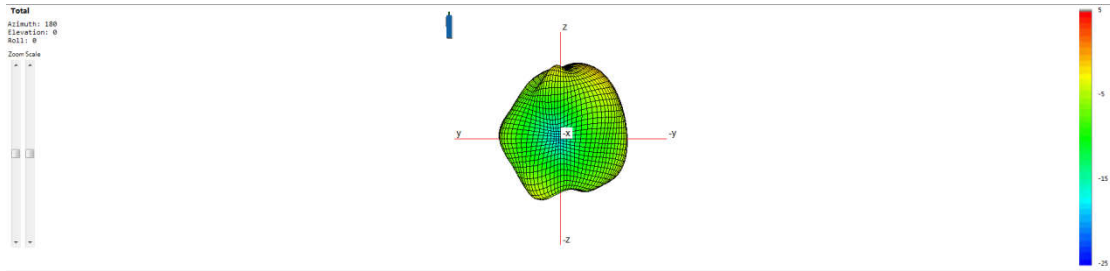 Total
Azimuth: 180
Elevation: 0
Roll: 0
Zoom Scale
z
y
-x
-y
-z
5
-5
-15
-25